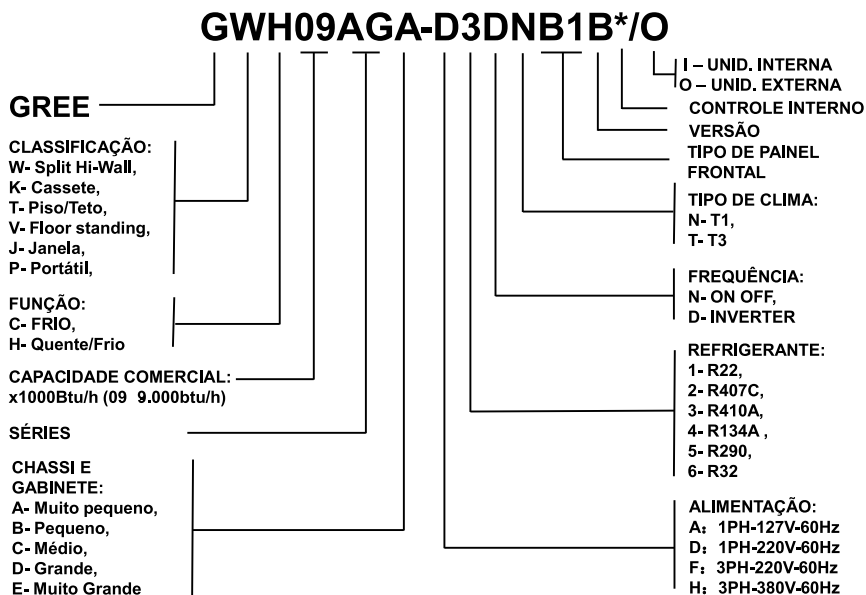 GWH09AGA-D3DNB1B*/O
GREE
CLASSIFICAÇÃO:
W- Split Hi-Wall,
K- Cassete,
T- Piso/Teto,
V- Floor standing,
J- Janela,
P- Portátil,
FUNÇÃO:
C- FRIO,
H- Quente/Frio
CAPACIDADE COMERCIAL:
x1000Btu/h (09 9.000btu/h)
SÉRIES
CHASSI E
GABINETE:
A- Muito pequeno,
B- Pequeno,
C- Médio,
D- Grande,
E- Muito Grande
I – UNID. INTERNA
O – UNID. EXTERNA
CONTROLE INTERNO
VERSÃO
TIPO DE PAINEL
FRONTAL
TIPO DE CLIMA:
N- T1,
T- T3
FREQUÊNCIA:
N- ON OFF,
D- INVERTER
REFRIGERANTE:
1- R22,
2- R407C,
3- R410A,
4- R134A ,
5- R290,
6- R32
ALIMENTAÇÃO:
A: 1PH-127V-60Hz
D: 1PH-220V-60Hz
F: 3PH-220V-60Hz
H: 3PH-380V-60Hz